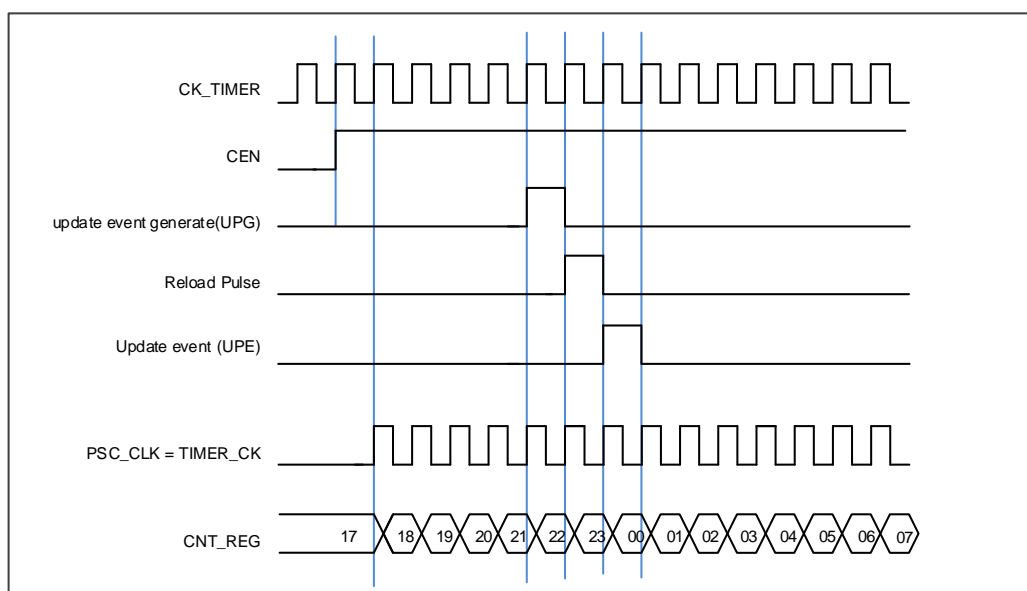 CK_TIMER
CEN
update event generate(UPG)
Reload Pulse
Update event (UPE)
PSC_CLK = TIMER_CK
CNT_REG 17 18 19 20 21 22 23 00 01 02 03 04 05 06 07